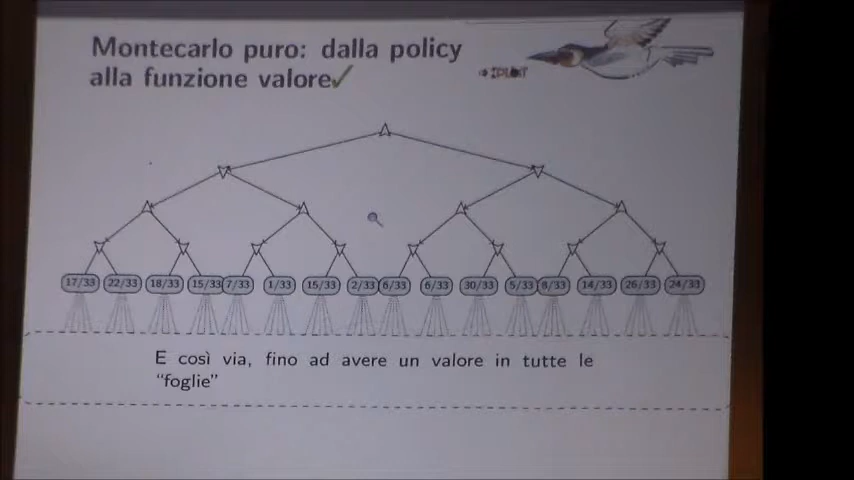 Montecarlo puro: dalla policy
alla funzione valore✓
17/33 22/33 18/33 15/33 7/33 1/33 15/33 2/33 6/33 6/33 30/33 5/33 8/33 14/33 26/33 24/33
E così via, fino ad avere un valore in tutte le
"foglie"